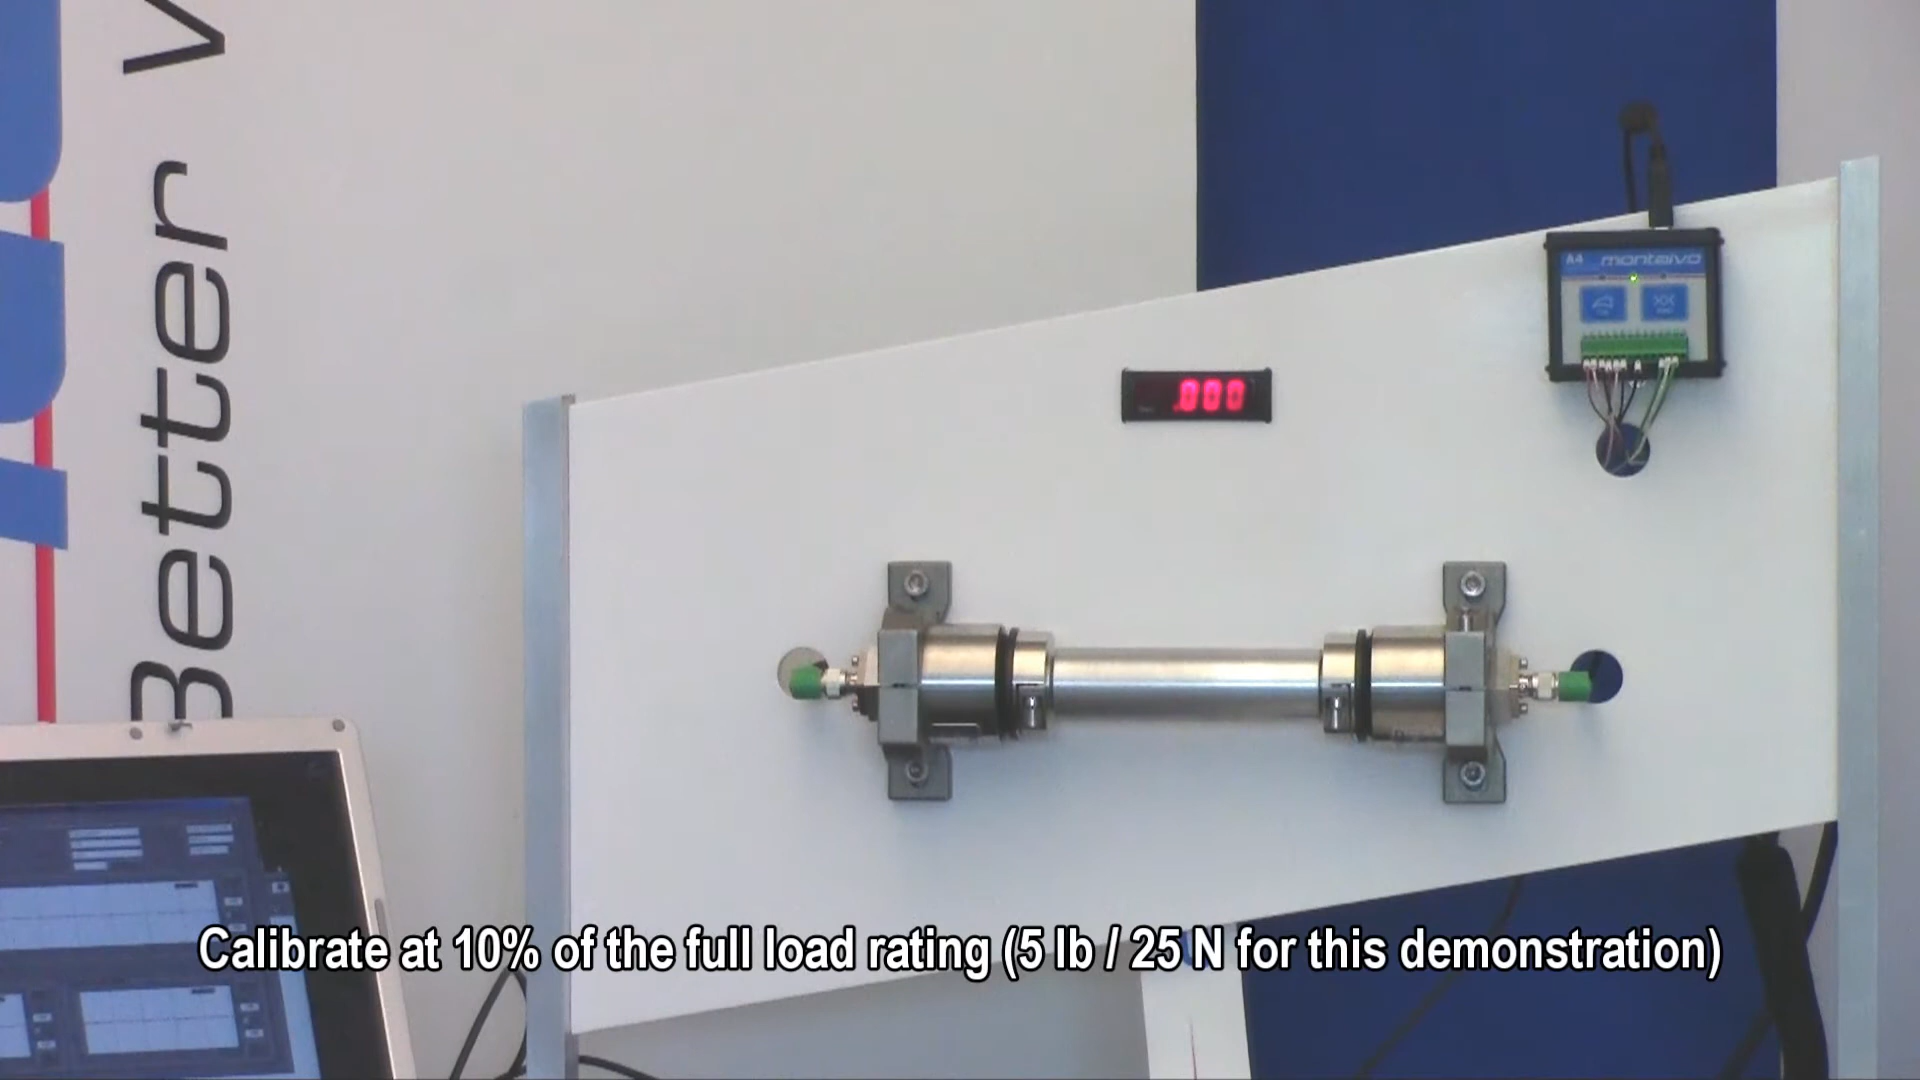 Better V
A4 montalvo
.000
Calibrate at 10% of the full load rating (5 lb / 25 N for this demonstration)